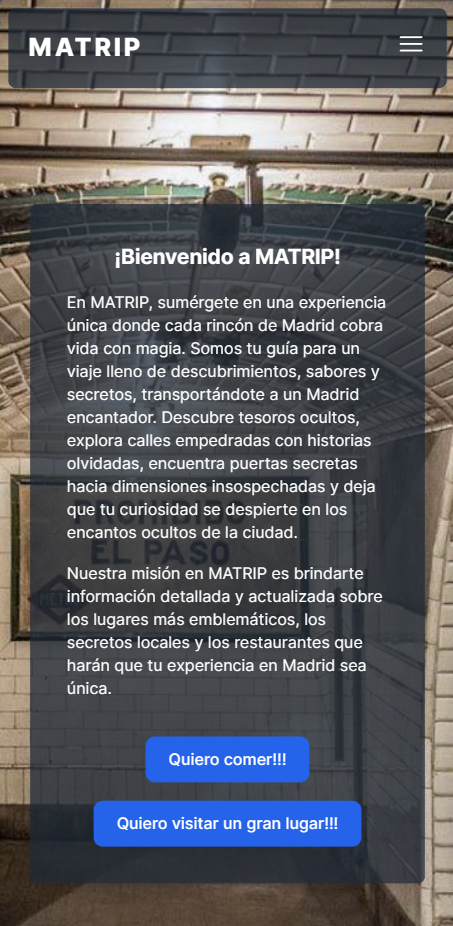 MATRIP
¡Bienvenido a MATRIP!
En MATRIP, sumérgete en una experiencia
única donde cada rincón de Madrid cobra
vida con magia. Somos tu guía para un
viaje lleno de descubrimientos, sabores y
secretos, transportándote a un Madrid
encantador. Descubre tesoros ocultos,
explora calles empedradas con historias
olvidadas, encuentra puertas secretas
hacia dimensiones insospechadas y deja
que tu curiosidad se despierte en los
encantos ocultos de la ciudad.
PROHIBIDO
EL PASO
METRO
Nuestra misión en MATRIP es brindarte
información detallada y actualizada sobre
los lugares más emblemáticos, los
secretos locales y los restaurantes que
harán que tu experiencia en Madrid sea
única.
Quiero comer!!!
Quiero visitar un gran lugar!!!